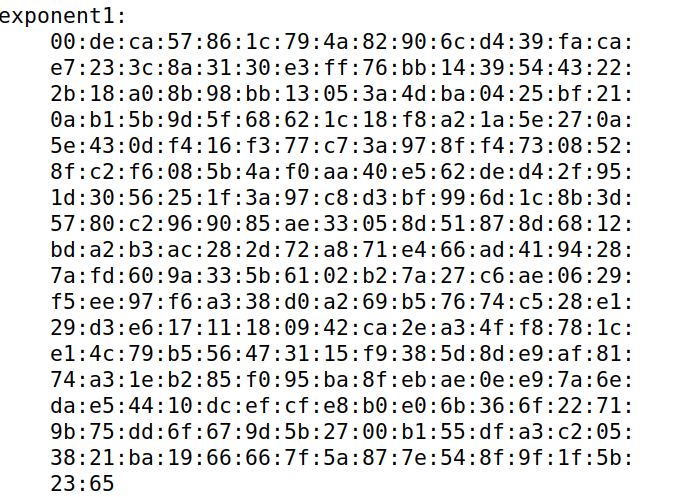 exponent1:
00:de:ca:57:86:1c:79:4a:82:90:6c:d4:39:fa:ca:
e7:23:3c:8a:31:30:e3:ff:76:bb:14:39:54:43:22:
2b:18:a0:8b:98:bb:13:05:3a:4d:ba:04:25:bf:21:
0a:b1:5b:9d:5f:68:62:1c:18:f8:a2:1a:5e:27:0a:
5e:43:0d:f4:16:f3:77:c7:3a:97:8f:f4:73:08:52:
8f:c2:f6:08:5b:4a:f0:aa:40:e5:62:de:d4:2f:95:
1d:30:56:25:1f:3a:97:c8:d3:bf:99:6d:1c:8b:3d:
57:80:c2:96:90:85:ae:33:05:8d:51:87:8d:68:12:
bd:a2:b3:ac:28:2d:72:a8:71:e4:66:ad:41:94:28:
7a:fd:60:9a:33:5b:61:02:b2:7a:27:c6:ae:06:29:
f5:ee:97:f6:a3:38:d0:a2:69:b5:76:74:c5:28:e1:
29:d3:e6:17:11:18:09:42:ca:2e:a3:4f:f8:78:1c:
e1:4c:79:b5:56:47:31:15:f9:38:5d:8d:e9:af:81:
74:a3:1e:b2:85:f0:95:ba:8f:eb:ae:0e:e9:7a:6e:
da:e5:44:10:dc:ef:cf:e8:b0:e0:6b:36:6f:22:71:
9b:75:dd:6f:67:9d:5b:27:00:b1:55:df:a3:c2:05:
38:21:ba:19:66:66:7f:5a:87:7e:54:8f:9f:1f:5b:
23:65